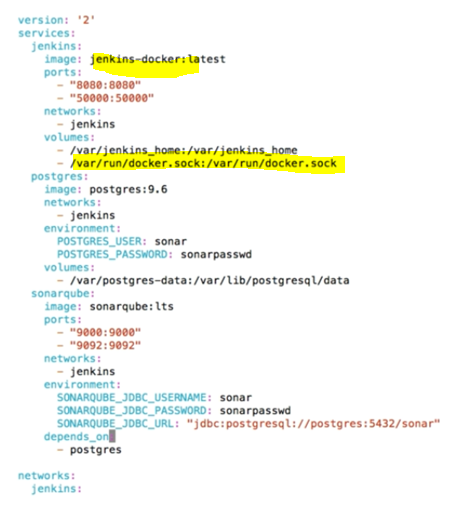 version: '2'
services:
  jenkins:
    image: jenkins-docker:latest
    ports:
      - "8080:8080"
      - "50000:50000"
    networks:
      - jenkins
    volumes:
      - /var/jenkins_home:/var/jenkins_home
      - /var/run/docker.sock:/var/run/docker.sock
  postgres:
    image: postgres:9.6
    networks:
      - jenkins
    environment:
      POSTGRES_USER: sonar
      POSTGRES_PASSWORD: sonarpasswd
    volumes:
      - /var/postgres-data:/var/lib/postgresql/data
  sonarqube:
    image: sonarqube:lts
    ports:
      - "9000:9000"
      - "9092:9092"
    networks:
      - jenkins
    environment:
      SONARQUBE_JDBC_USERNAME: sonar
      SONARQUBE_JDBC_PASSWORD: sonarpasswd
      SONARQUBE_JDBC_URL: "jdbc:postgresql://postgres:5432/sonar"
    depends_on
      - postgres
networks:
  jenkins: